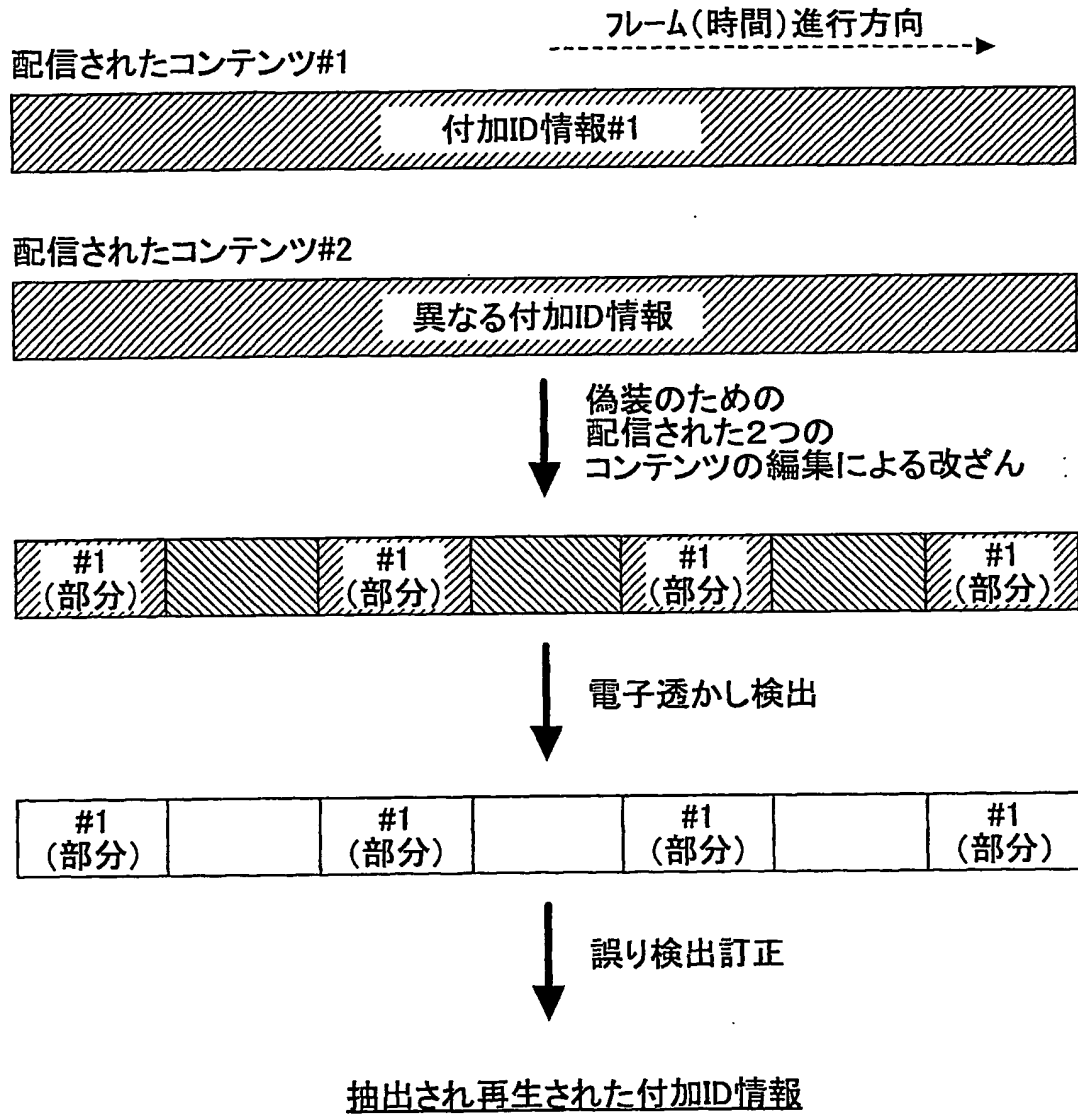 フレーム(時間)進行方向
配信されたコンテンツ#1
付加ID情報#1
配信されたコンテンツ#2
異なる付加ID情報
偽装のための
配信された2つの
コンテンツの編集による改ざん
#1 #1 #1 #1
(部分) (部分) (部分) (部分)
電子透かし検出
#1 #1 #1 #1
(部分) (部分) (部分) (部分)
誤り検出訂正
抽出され再生された付加ID情報